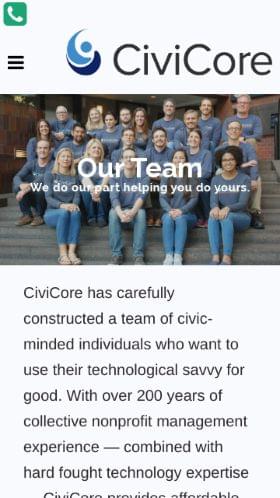 CiviCore
Our Team
We do our part helping you do yours.
CiviCore has carefully
constructed a team of civic-
minded individuals who want to
use their technological savvy for
good. With over 200 years of
collective nonprofit management
experience — combined with
hard fought technology expertise
— CiviCore provides affordable